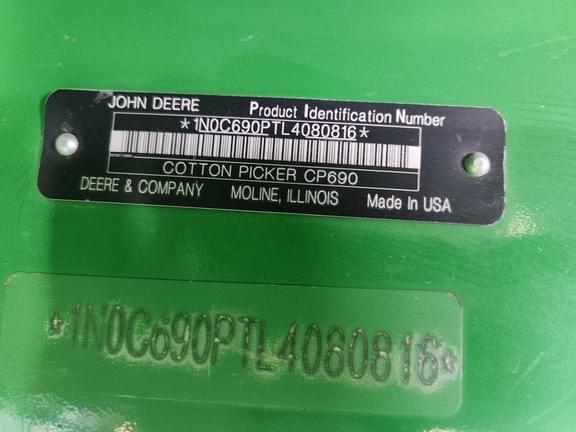 JOHN DEERE Product Identification Number
*1N0C690PTL4080816*
COTTON PICKER CP690
DEERE & COMPANY MOLINE, ILLINOIS Made In USA
*1N0C690PTL4080816*